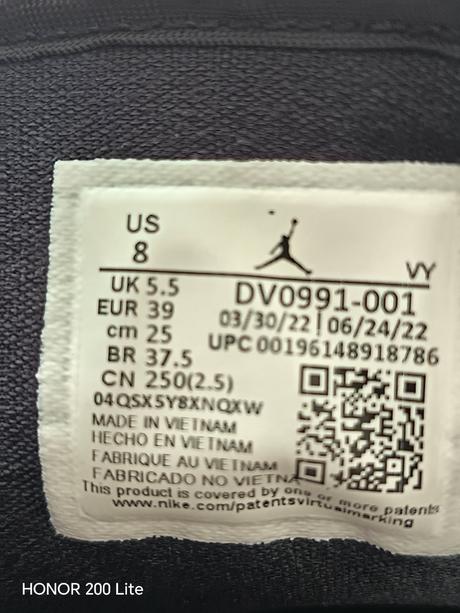 US
8
VY
UK 5.5
EUR 39
cm 25
BR 37.5
CN 250(2.5)
DV0991-001
03/30/22 | 06/24/22
UPC 00196148918786
04QSX5Y8XNQXW
MADE IN VIETNAM
HECHO EN VIETNAM
FABRIQUE AU VIETNAM
FABRICADO NO VIETNA
This product is covered by one or more patents
www.nike.com/patentsvirtualmarking
HONOR 200 Lite